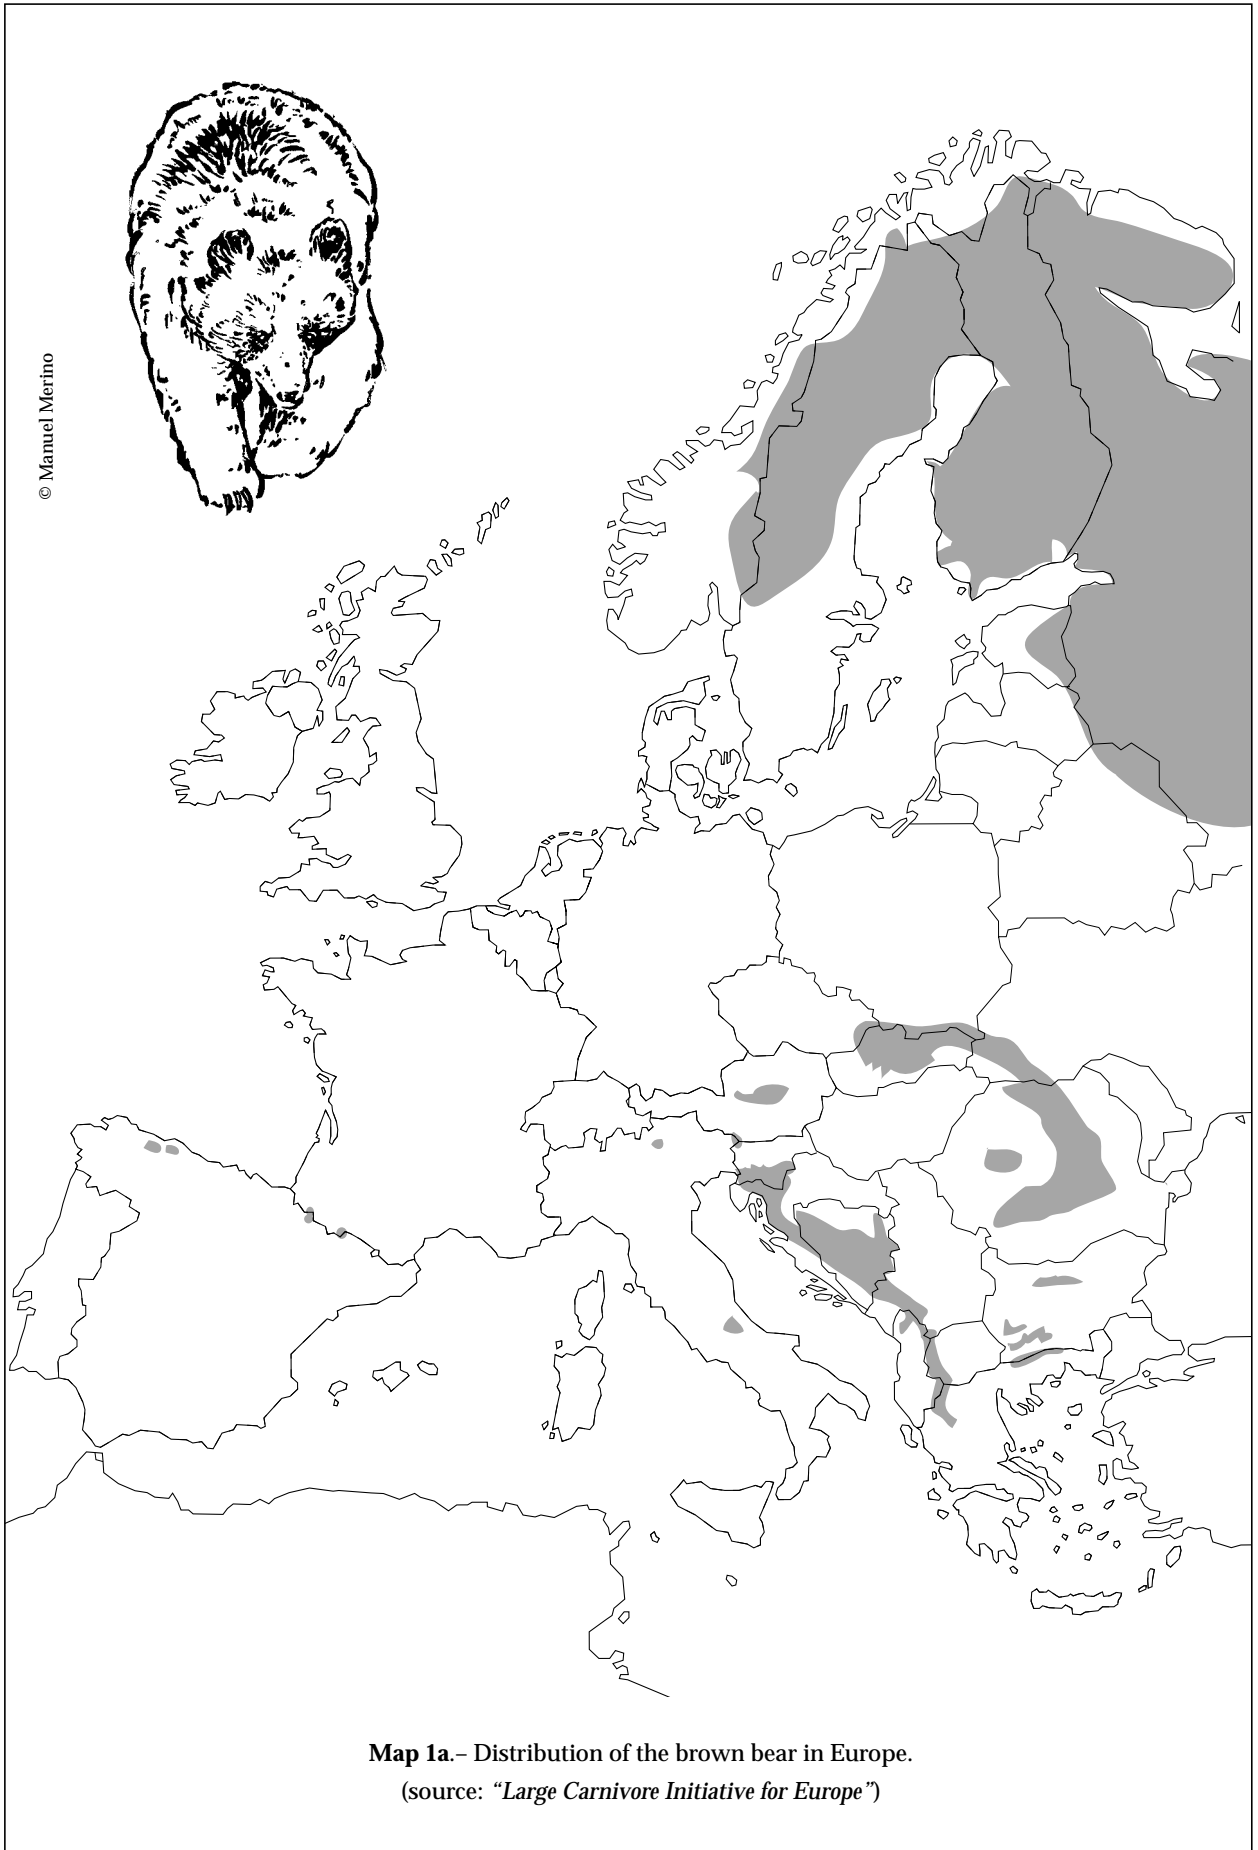 © Manuel Merino
Map 1a.– Distribution of the brown bear in Europe.
(source: “Large Carnivore Initiative for Europe”)